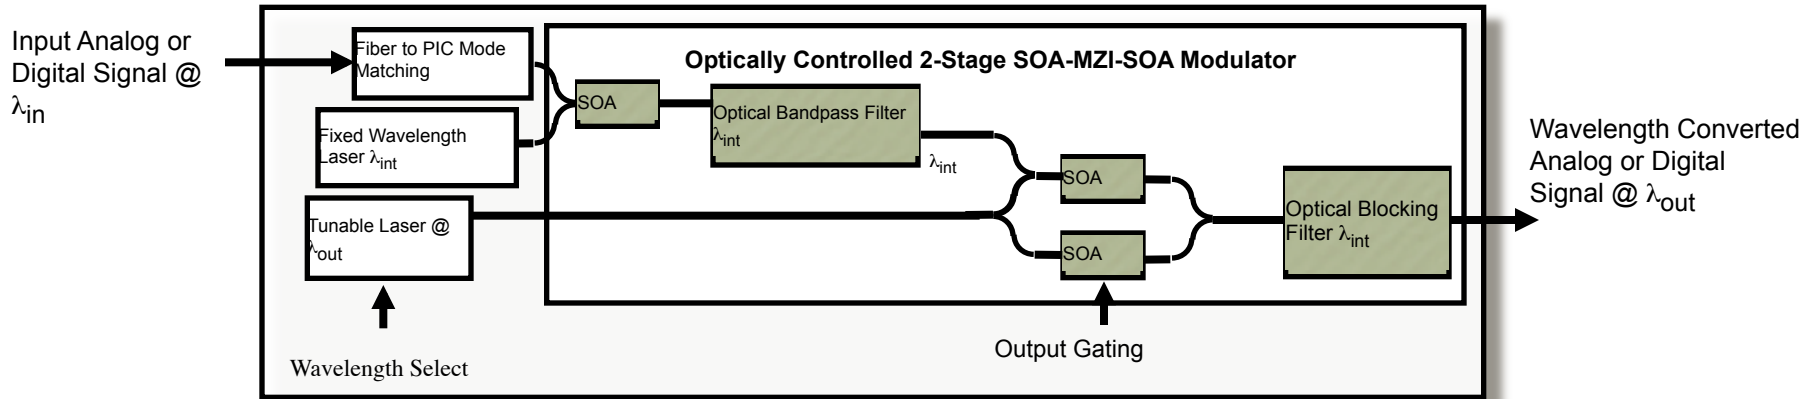 Input Analog or
Digital Signal @
λin
Fiber to PIC Mode
Matching
Fixed Wavelength
Laser λint
Tunable Laser @
λout
Wavelength Select
Optically Controlled 2-Stage SOA-MZI-SOA Modulator
SOA
Optical Bandpass Filter
λint
λint
SOA
SOA
Output Gating
Optical Blocking
Filter λint
Wavelength Converted
Analog or Digital
Signal @ λout